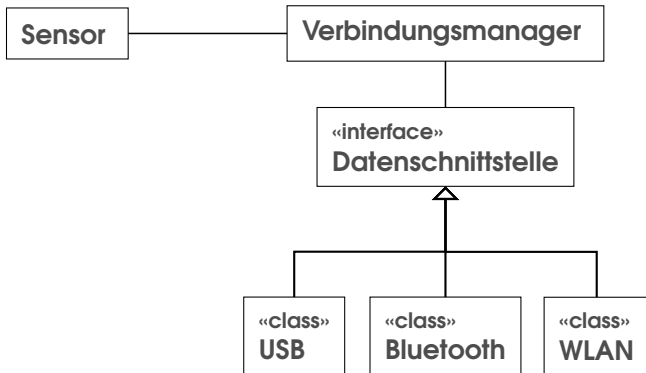 Sensor
Verbindungsmanager
«interface»
Datenschnittstelle
«class»
USB
«class»
Bluetooth
«class»
WLAN